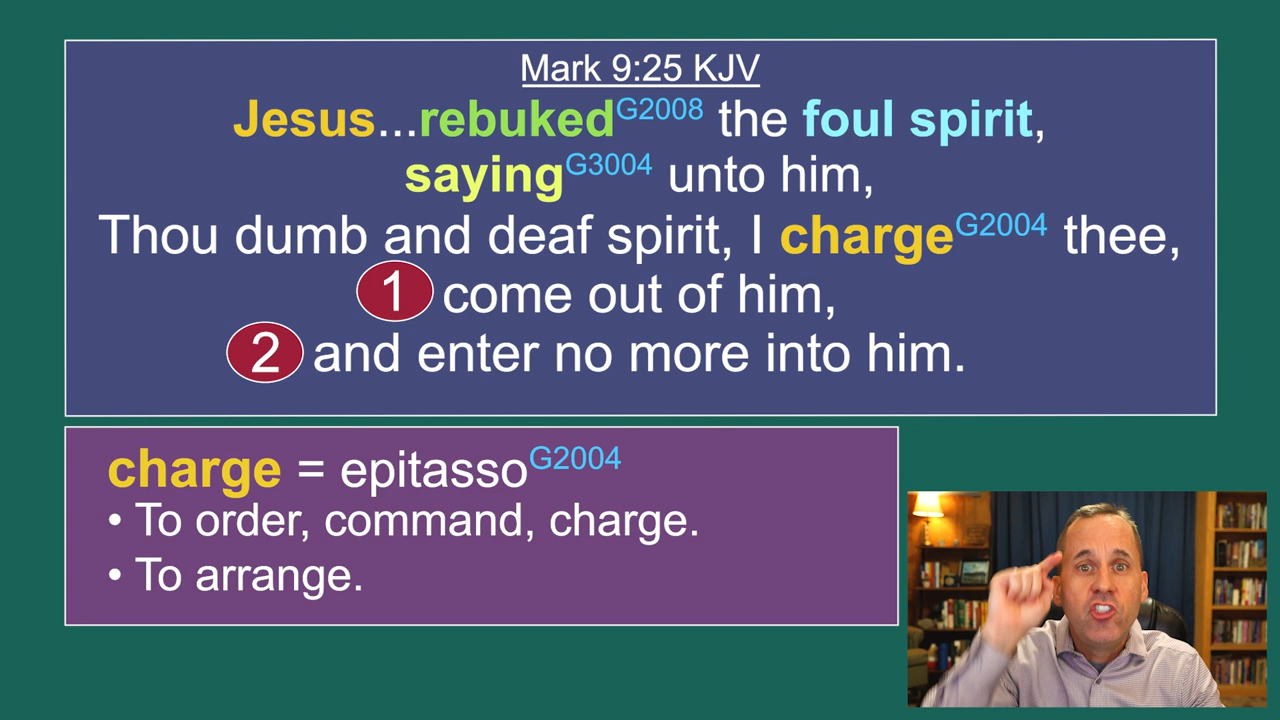 Mark 9:25 KJV
Jesus...rebukedG2008 the foul spirit,
sayingG3004 unto him,
Thou dumb and deaf spirit, I chargeG2004 thee,
1 come out of him,
2 and enter no more into him.
charge = epitassoG2004
• To order, command, charge.
• To arrange.